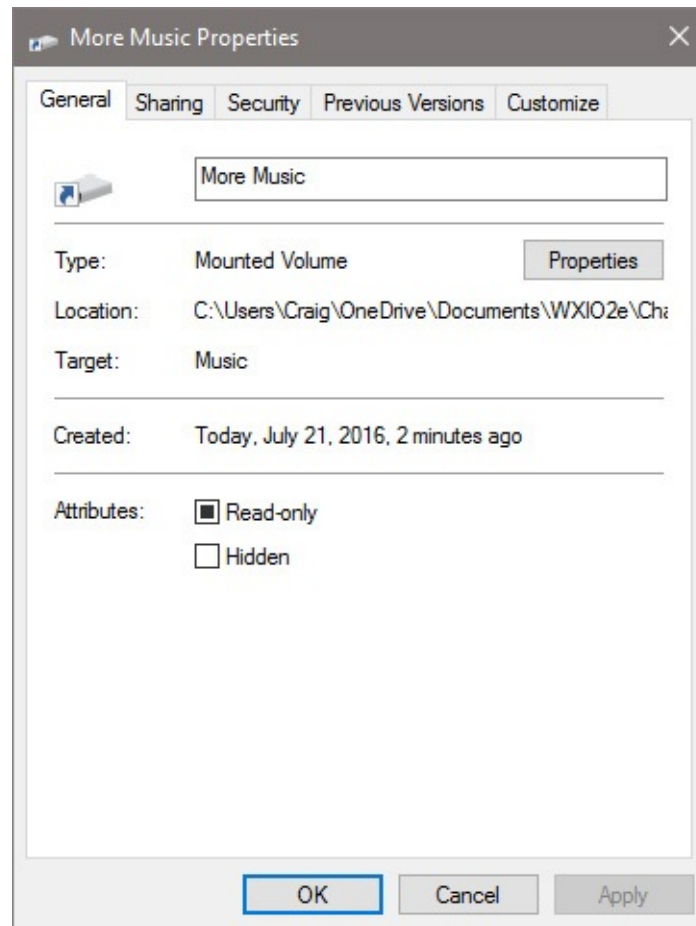 More Music Properties
General Sharing Security Previous Versions Customize
More Music
Type: Mounted Volume Properties
Location: C:\Users\Craig\OneDrive\Documents\WXIO2e\Cha
Target: Music
Created: Today, July 21, 2016, 2 minutes ago
Attributes: Read-only
Hidden
OK Cancel Apply